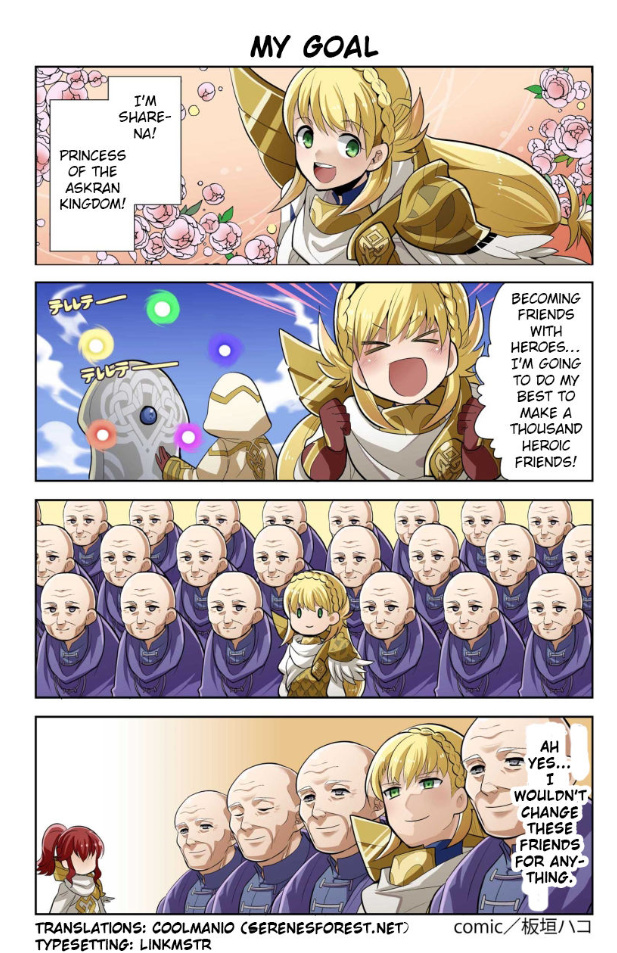 MY GOAL
I'M
SHARE-
NA!
PRINCESS
OF THE
ASKRAN
KINGDOM!
テレレテー
テレレテー
BECOMING
FRIENDS
WITH
HEROES...
I'M GOING
TO DO MY
BEST TO
MAKE A
THOUSAND
HEROIC
FRIENDS!
AH
YES...
I
WOULDN'T
CHANGE
THESE
FRIENDS
FOR ANY-
THING.
TRANSLATIONS: COOLMANIO (SERENESFOREST.NET)
TYPESETTING: LINKMSTR
comic／板垣ハコ